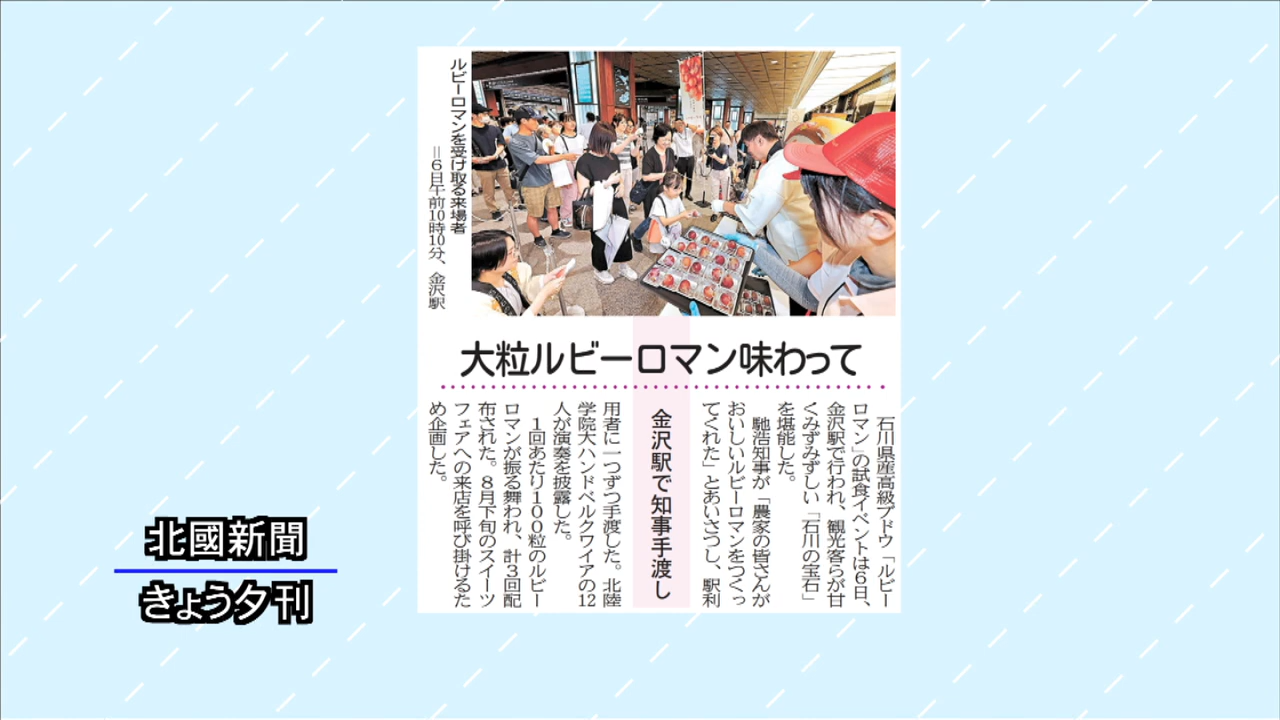 ルビーロマンを受け取る来場者
＝６日午前10時10分、金沢駅
大粒ルビーロマン味わって
金沢駅で知事手渡し
石川県産高級ブドウ「ルビー
ロマン」の試食イベントは６日、
金沢駅で行われ、観光客らが甘
くみずみずしい「石川の宝石」
を堪能した。
馳浩知事が「農家の皆さんが
おいしいルビーロマンをつくっ
てくれた」とあいさつし、駅利
用者に一つずつ手渡した。北陸
学院大ハンドベルクワイアの12
人が演奏を披露した。
１回あたり１００粒のルビー
ロマンが振る舞われ、計３回配
布された。８月下旬のスイーツ
フェアへの来店を呼び掛けるた
め企画した。
北國新聞
きょう夕刊